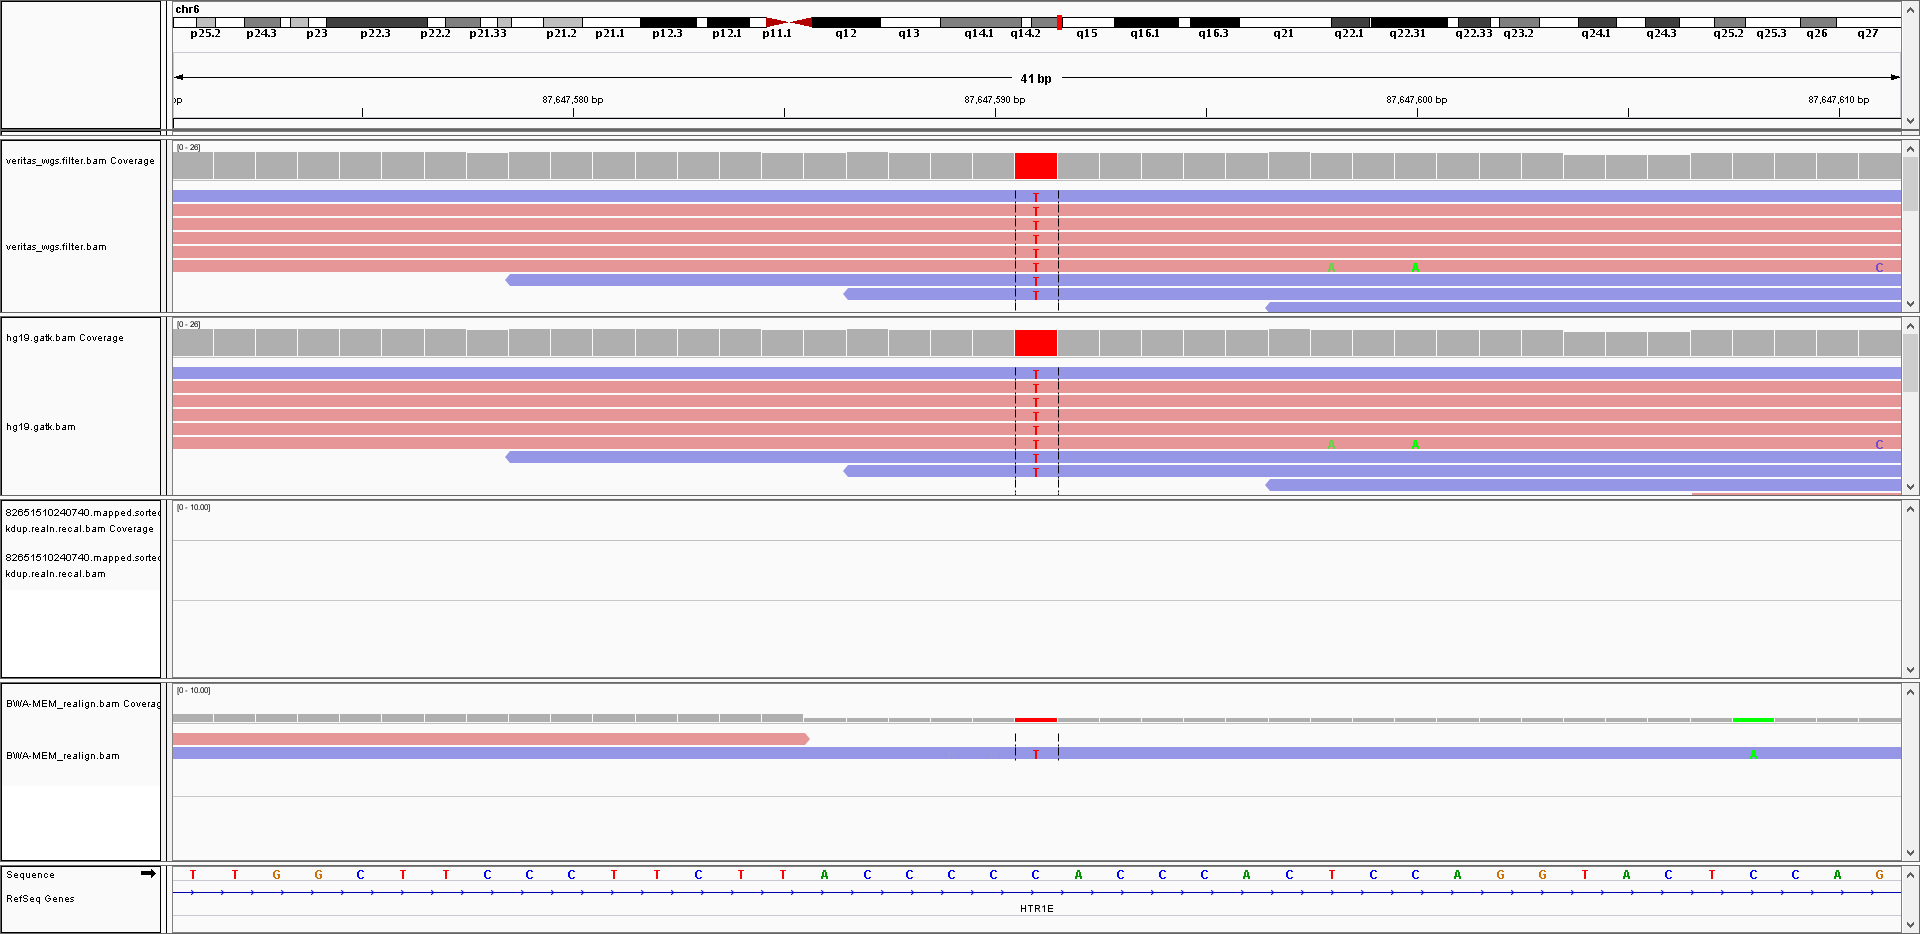 chr6
p25.2 p24.3 p23 p22.3 p22.2 p21.33 p21.2 p21.1 p12.3 p12.1 p11.1 q12 q13 q14.1 q14.2 q15 q16.1 q16.3 q21 q22.1 q22.31 q22.33 q23.2 q24.1 q24.3 q25.2 q25.3 q26 q27
41 bp
bp 87,647,580 bp 87,647,590 bp 87,647,600 bp 87,647,610 bp
[0 - 26]
veritas_wgs.filter.bam Coverage
T
T
T
T
veritas_wgs.filter.bam
T
T A A C
T
T
[0 - 26]
hg19.gatk.bam Coverage
T
T
T
T
hg19.gatk.bam
T
T A A C
T
T
[0 - 10.00]
82651510240740.mapped.sorted
kdup.realn.recal.bam Coverage
82651510240740.mapped.sorted
kdup.realn.recal.bam
[0 - 10.00]
BWA-MEM_realign.bam Coverag
BWA-MEM_realign.bam
T A
Sequence T T G G C T T C C C T T C T T A C C C C C A C C C A C T C C A G G T A C T C C A G
RefSeq Genes
HTR1E